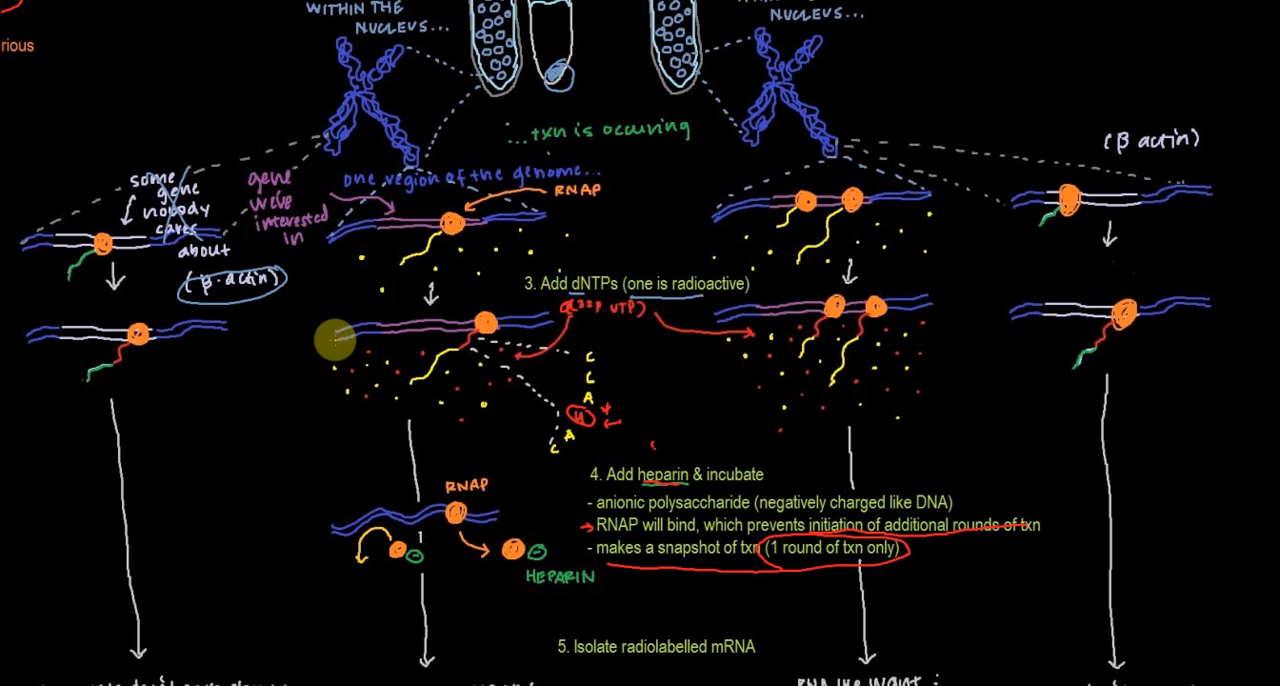 rious
WITHIN THE
NUCLEUS...
NUCLEUS...
...txn is occuring
(β actin)
some
gene
nobody
cares
about
(β-actin)
gene
we're
interested
in
one region of the genome...
RNAP
3. Add dNTPs (one is radioactive)
α(32P UTP)
C
C
A
U *
A
C
4. Add heparin & incubate
- anionic polysaccharide (negatively charged like DNA)
→ RNAP will bind, which prevents initiation of additional rounds of txn
- makes a snapshot of txn (1 round of txn only)
RNAP
HEPARIN
5. Isolate radiolabelled mRNA